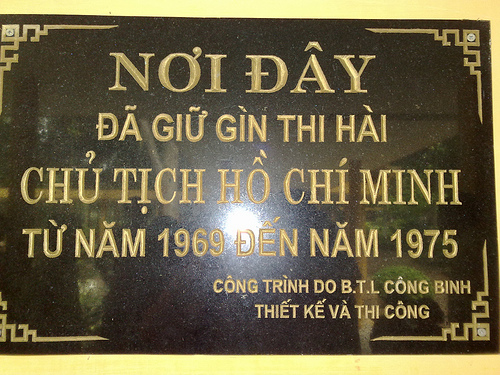 NƠI ĐÂY
ĐÃ GIỮ GÌN THI HÀI
CHỦ TỊCH HỒ CHÍ MINH
TỪ NĂM 1969 ĐẾN NĂM 1975
CÔNG TRÌNH DO B.T.L CÔNG BINH
THIẾT KẾ VÀ THI CÔNG